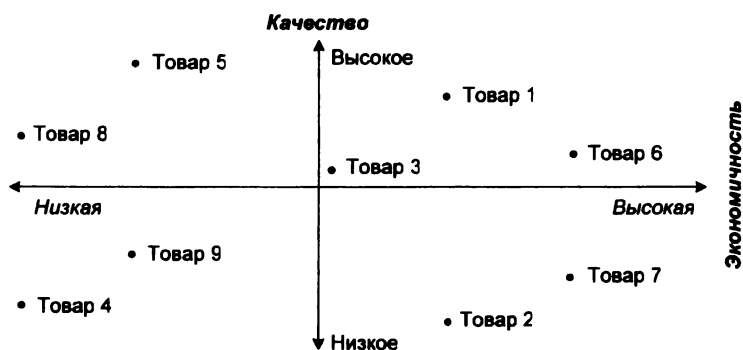 Качество
Товар 5
Высокое
Товар 1
Товар 8
Товар 3
Товар 6
Низкая
Высокая
Экономичность
Товар 9
Товар 7
Товар 4
Товар 2
Низкое